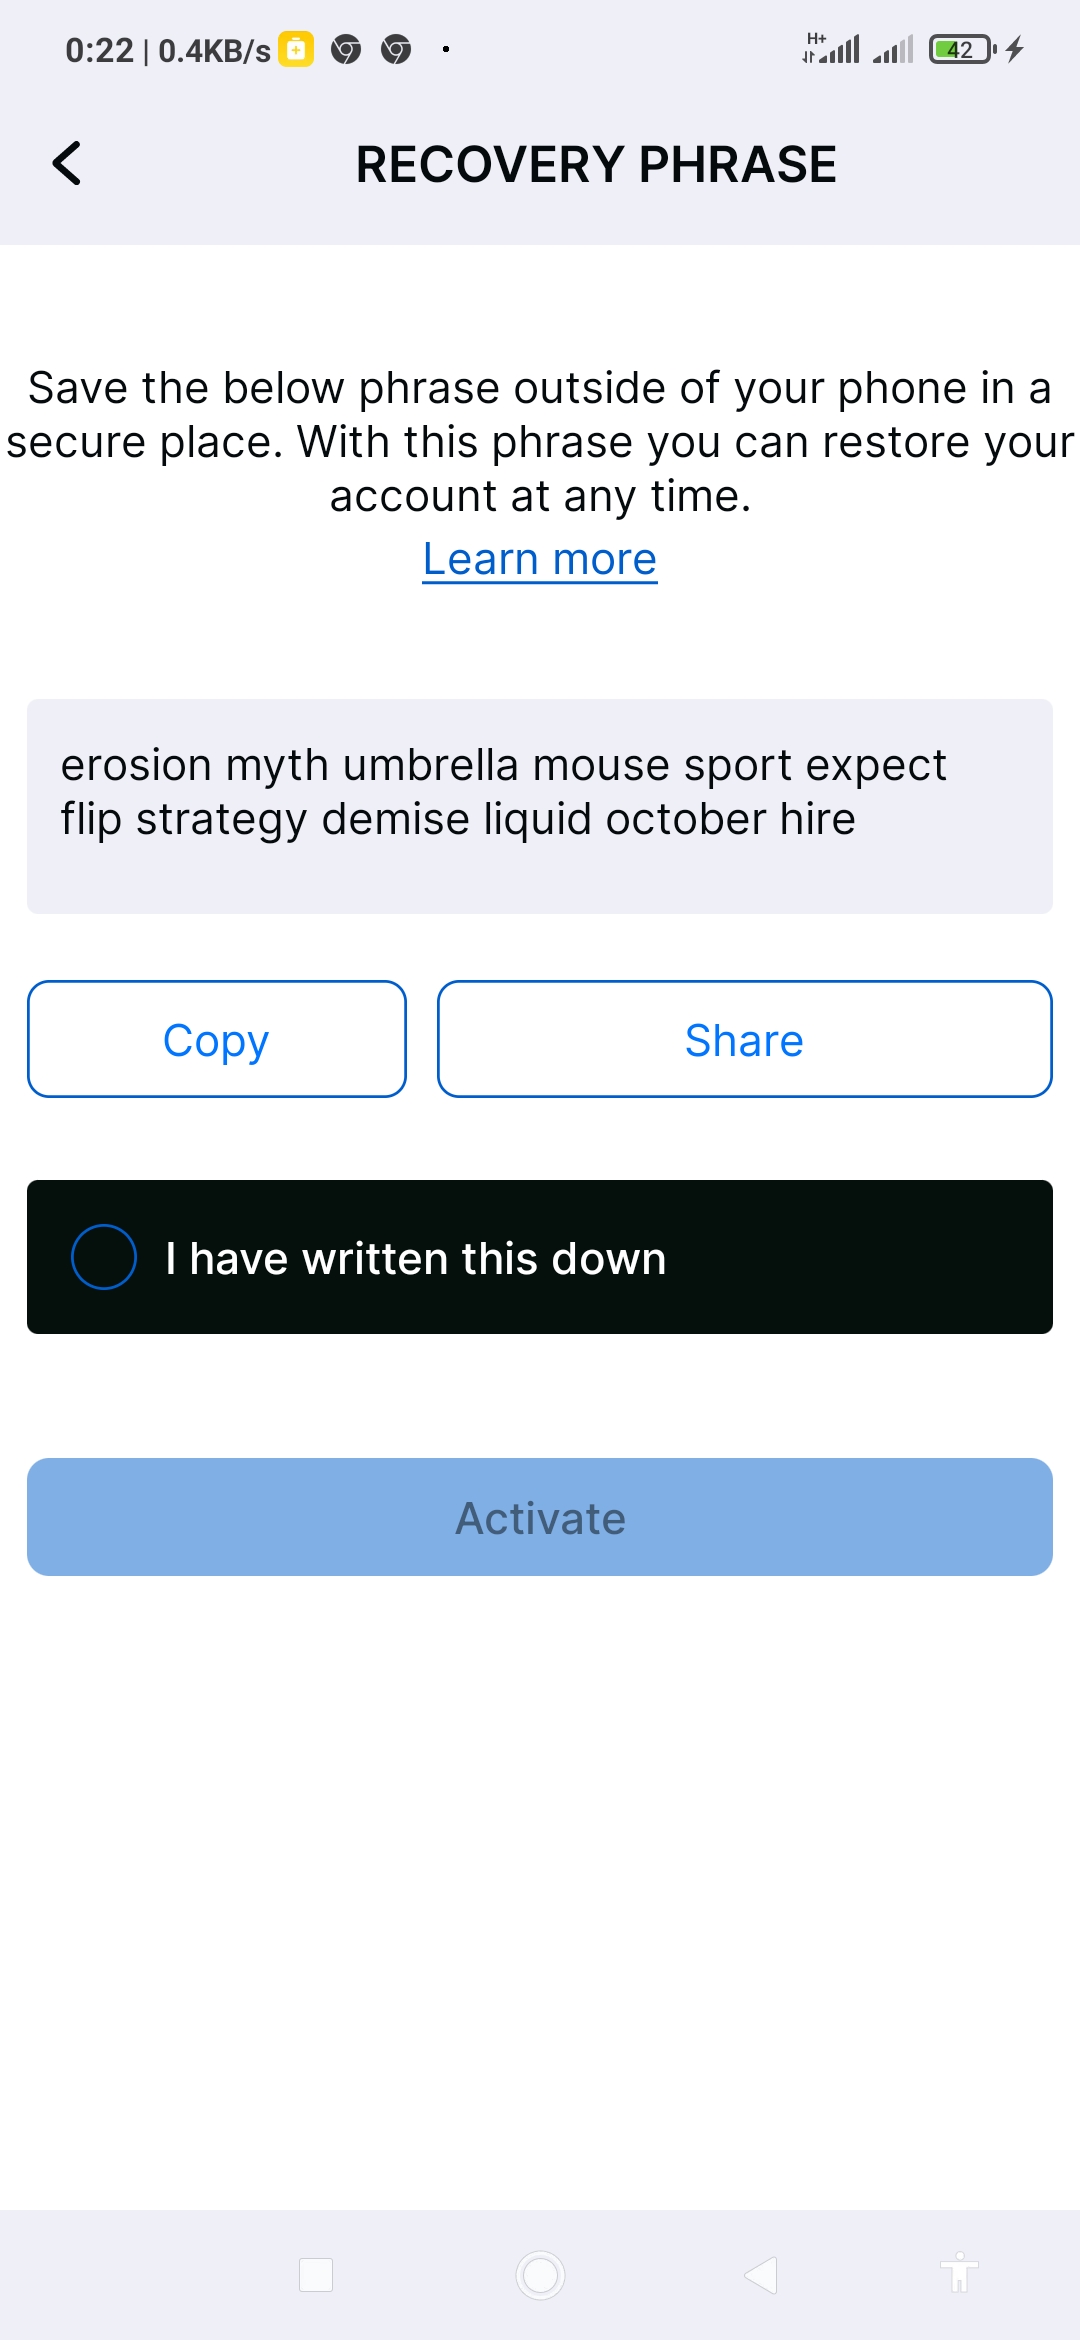 0:22 | 0.4KB/s
H+
42
RECOVERY PHRASE
Save the below phrase outside of your phone in a
secure place. With this phrase you can restore your
account at any time.
Learn more
erosion myth umbrella mouse sport expect
flip strategy demise liquid october hire
Copy
Share
I have written this down
Activate